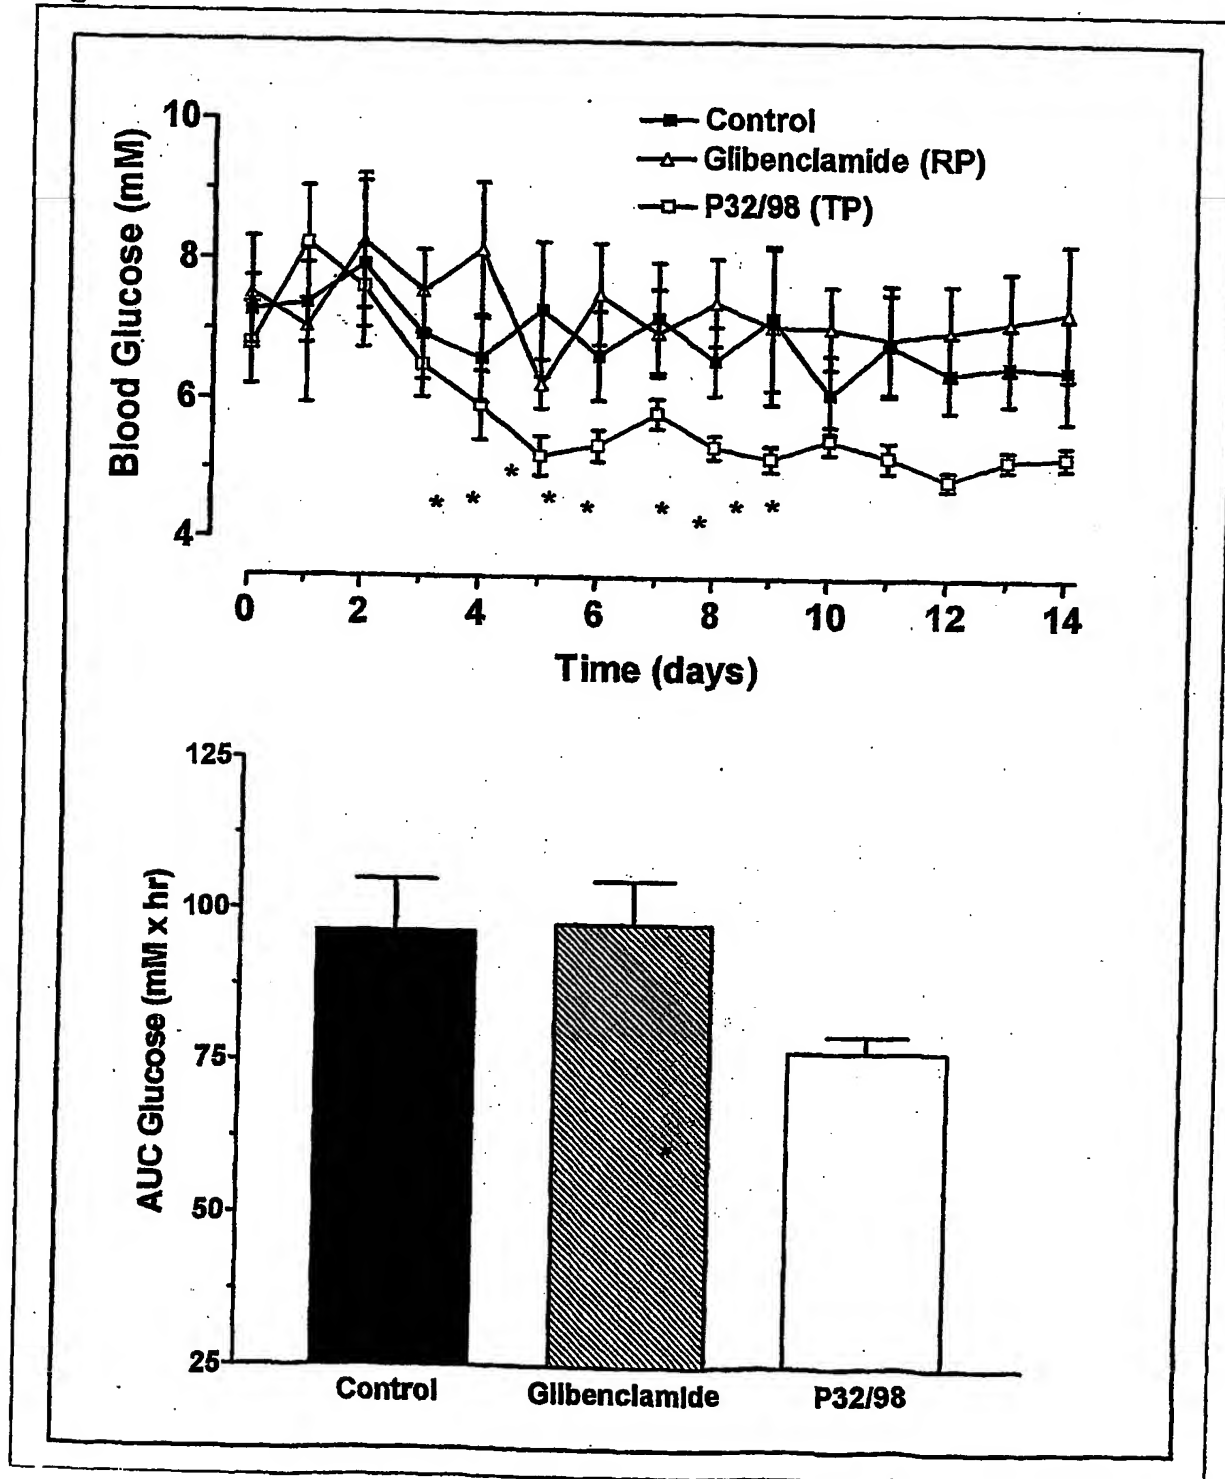 10
8
6
4
Blood Glucose (mM)
Control
Glibenclamide (RP)
P32/98 (TP)
* * * * * * * * *
0 2 4 6 8 10 12 14
Time (days)
125
100
75
50
25
AUC Glucose (mM x hr)
Control Glibenclamide P32/98